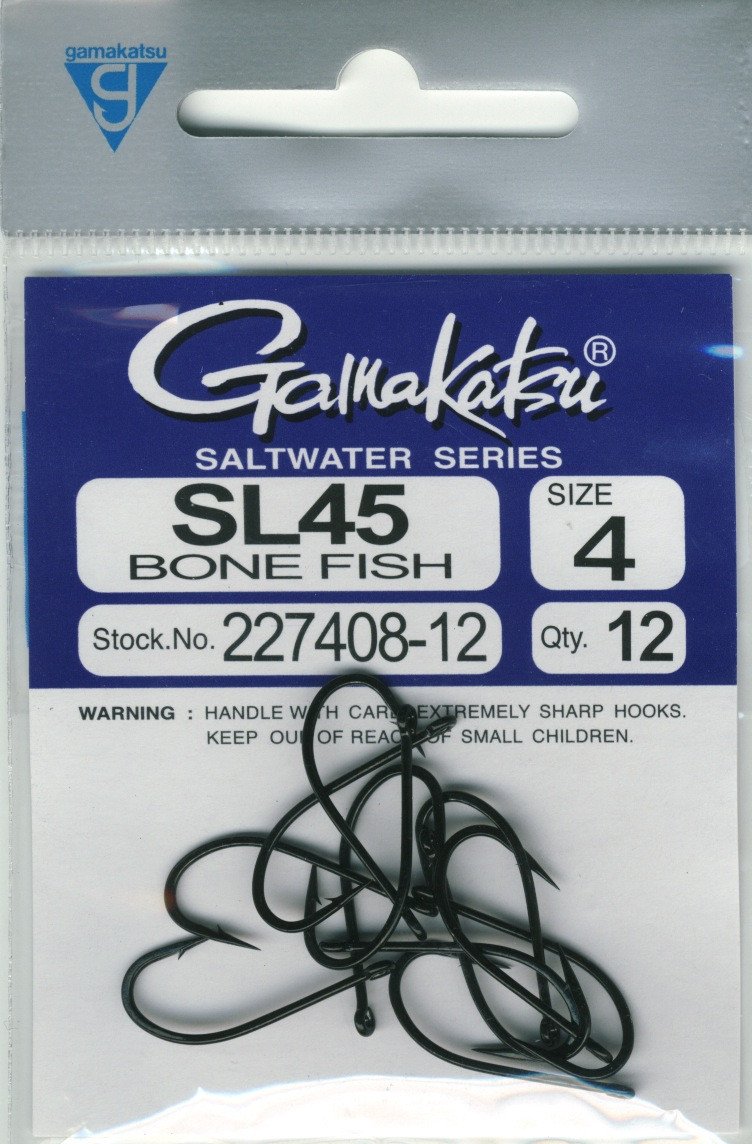 gamakatsu
Gamakatsu®
SALTWATER SERIES
SL45
BONE FISH
SIZE
4
Stock.No. 227408-12
Qty. 12
WARNING : HANDLE WITH CARE EXTREMELY SHARP HOOKS.
KEEP OUT OF REACH OF SMALL CHILDREN.